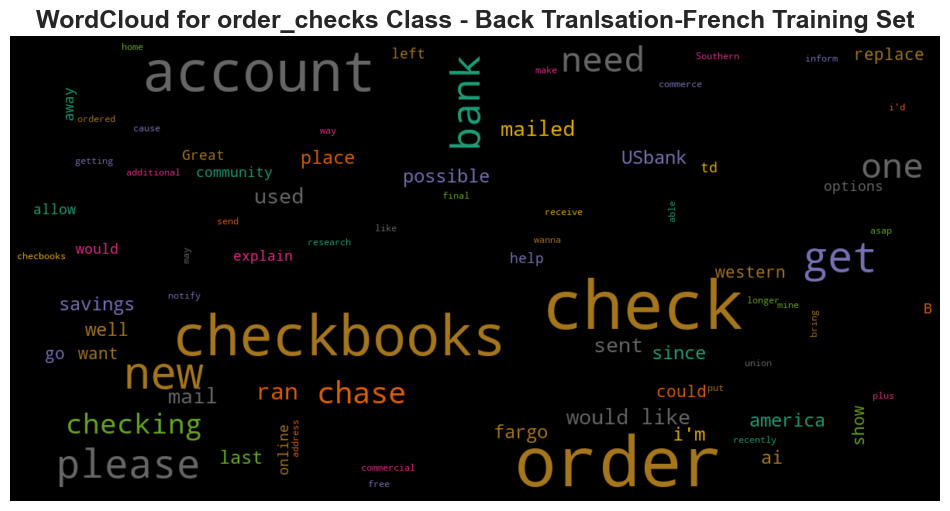 WordCloud for order_checks Class - Back Tranlsation-French Training Set
home
account
left
bank
need
Southern
inform
replace
make
commerce
away
ordered
cause
way
mailed
i'd
getting
Great
additional
community
place
possible
USbank
td
one
options
used
final
allow
send
like
receive
able
asap
checbooks
would
may
explain
research
wanna
help
get
western
savings
notify
check
longer
mine
B
well
checkbooks
bring
go
want
new
sent
since
union
mail
ran
chase
could
put
plus
checking
online
address
would like
fargo
i'm
america
show
recently
please
last
commercial
free
order
ai